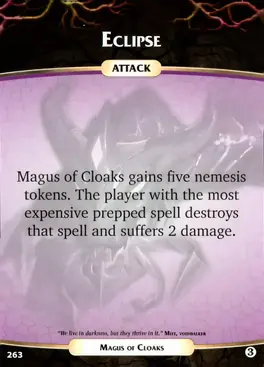 Eclipse
ATTACK
Magus of Cloaks gains five nemesis
tokens. The player with the most
expensive prepped spell destroys
that spell and suffers 2 damage.
"We live in darkness, but they thrive in it." Mist, voidwalker
Magus of Cloaks
263
3